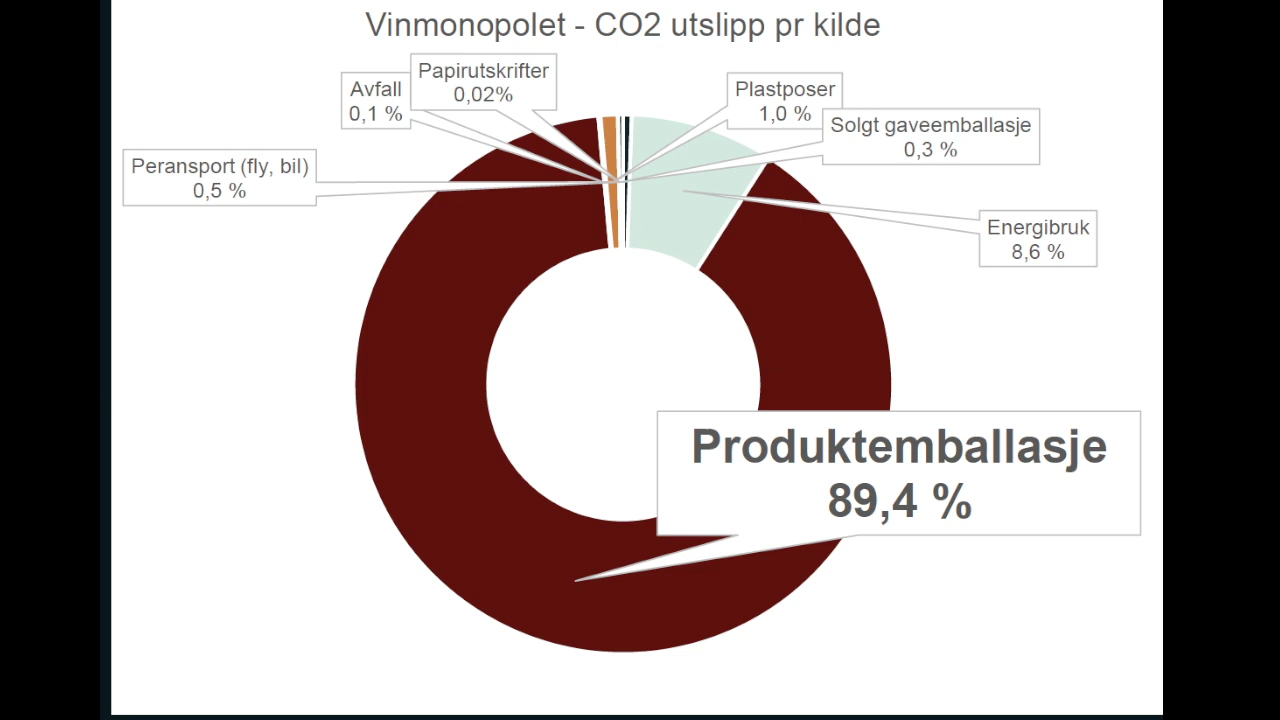 Vinmonopolet - CO2 utslipp pr kilde
Papirutskrifter
0,02%
Avfall
0,1 %
Plastposer
1,0 %
Solgt gaveemballasje
0,3 %
Peransport (fly, bil)
0,5 %
Energibruk
8,6 %
Produktemballasje
89,4 %